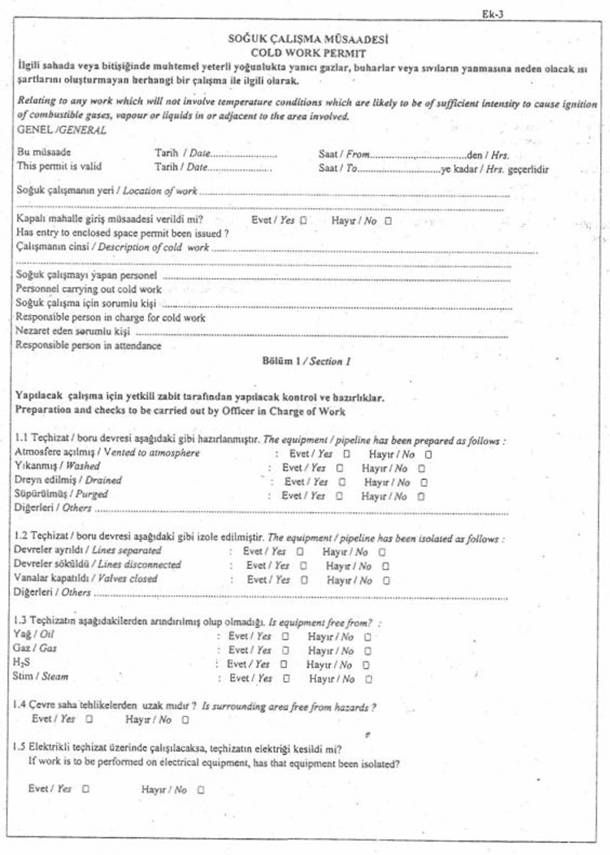 Ek-3
SOĞUK ÇALIŞMA MÜSAADESİ
COLD WORK PERMIT
İlgili sahada veya bitişiğinde muhtemel yeterli yoğunlukta yanıcı gazlar, buharlar veya sıvıların yanmasına neden olacak ısı
şartlarını oluşturmayan herhangi bir çalışma ile ilgili olarak.
Relating to any work which will not involve temperature conditions which are likely to be of sufficient intensity to cause ignition
of combustible gases, vapour or liquids in or adjacent to the area involved.
GENEL /GENERAL
Bu müsaade Tarih / Date........................ Saat / From..................................den / Hrs.
This permit is valid Tarih / Date........................ Saat / To..............................ye kadar / Hrs. geçerlidir
Soğuk çalışmanın yeri / Location of work ..........................................................................................
..........................................................................................
Kapalı mahalle giriş müsaadesi verildi mi? Evet / Yes ☐ Hayır / No ☐
Has entry to enclosed space permit been issued ?
Çalışmanın cinsi / Description of cold work ..........................................................................................
..........................................................................................
Soğuk çalışmayı yapan personel ..........................................................................................
Personnel carrying out cold work
Soğuk çalışma için sorumlu kişi ..........................................................................................
Responsible person in charge for cold work
Nezaret eden sorumlu kişi ..........................................................................................
Responsible person in attendance
Bölüm 1 / Section 1
Yapılacak çalışma için yetkili zabit tarafından yapılacak kontrol ve hazırlıklar.
Preparation and checks to be carried out by Officer in Charge of Work
1.1 Teçhizat / boru devresi aşağıdaki gibi hazırlanmıştır. The equipment / pipeline has been prepared as follows :
Atmosfere açılmış / Vented to atmosphere : Evet / Yes ☐ Hayır / No ☐
Yıkanmış / Washed : Evet / Yes ☐ Hayır / No ☐
Dreyn edilmiş / Drained : Evet / Yes ☐ Hayır / No ☐
Süpürülmüş / Purged : Evet / Yes ☐ Hayır / No ☐
Diğerleri / Others ..........................................................................................
1.2 Teçhizat / boru devresi aşağıdaki gibi izole edilmiştir. The equipment / pipeline has been isolated as follows :
Devreler ayrıldı / Lines separated : Evet / Yes ☐ Hayır / No ☐
Devreler söküldü / Lines disconnected : Evet / Yes ☐ Hayır / No ☐
Vanalar kapatıldı / Valves closed : Evet / Yes ☐ Hayır / No ☐
Diğerleri / Others ..........................................................................................
1.3 Teçhizatın aşağıdakilerden arındırılmış olup olmadığı. Is equipment free from? :
Yağ / Oil : Evet / Yes ☐ Hayır / No ☐
Gaz / Gas : Evet / Yes ☐ Hayır / No ☐
H₂S : Evet / Yes ☐ Hayır / No ☐
Stim / Steam : Evet / Yes ☐ Hayır / No ☐
1.4 Çevre saha tehlikelerden uzak mıdır ? Is surrounding area free from hazards ?
Evet / Yes ☐ Hayır / No ☐
1.5 Elektrikli teçhizat üzerinde çalışılacaksa, teçhizatın elektriği kesildi mi?
If work is to be performed on electrical equipment, has that equipment been isolated?
Evet / Yes ☐ Hayır / No ☐